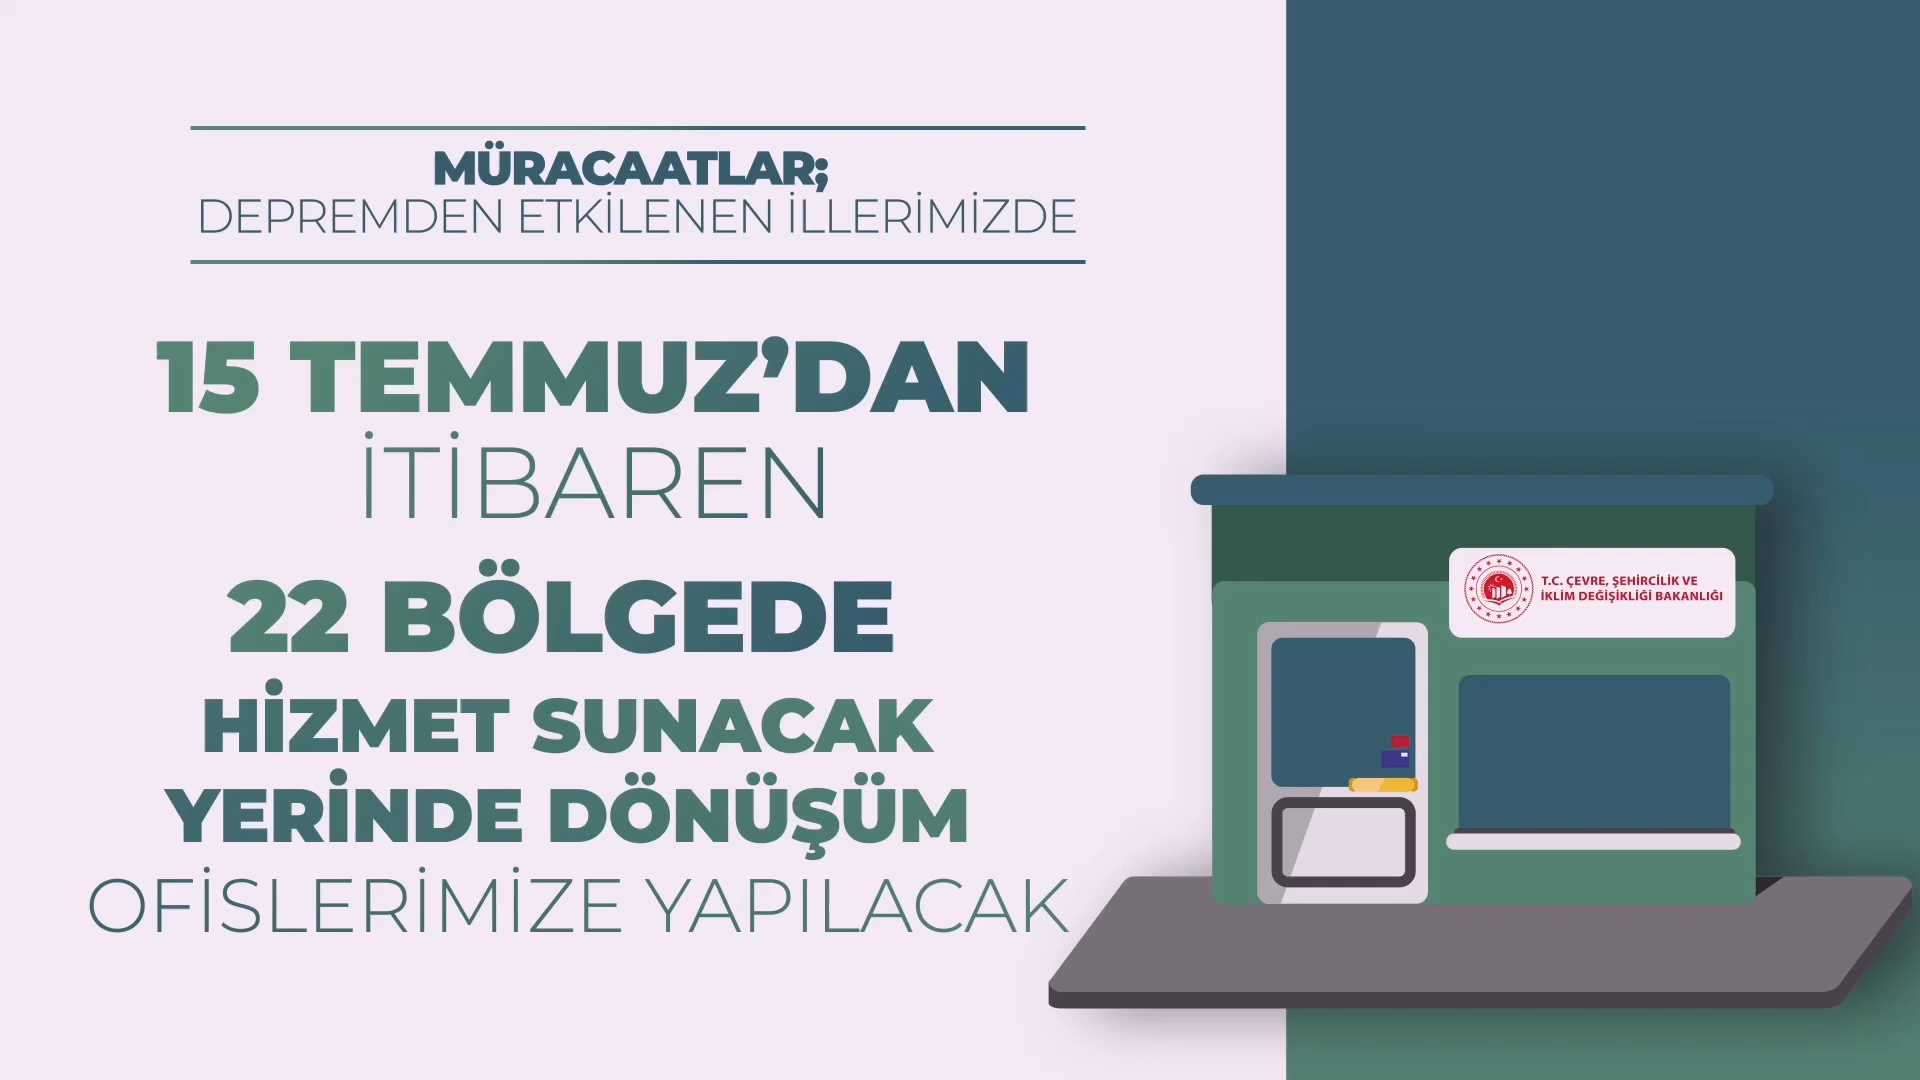 MÜRACAATLAR;
DEPREMDEN ETKİLENEN İLLERİMİZDE
15 TEMMUZ’DAN
İTİBAREN
22 BÖLGEDE
HİZMET SUNACAK
YERİNDE DÖNÜŞÜM
OFİSLERİMİZE YAPILACAK
T.C. ÇEVRE, ŞEHİRCİLİK VE
İKLİM DEĞİŞİKLİĞİ BAKANLIĞI